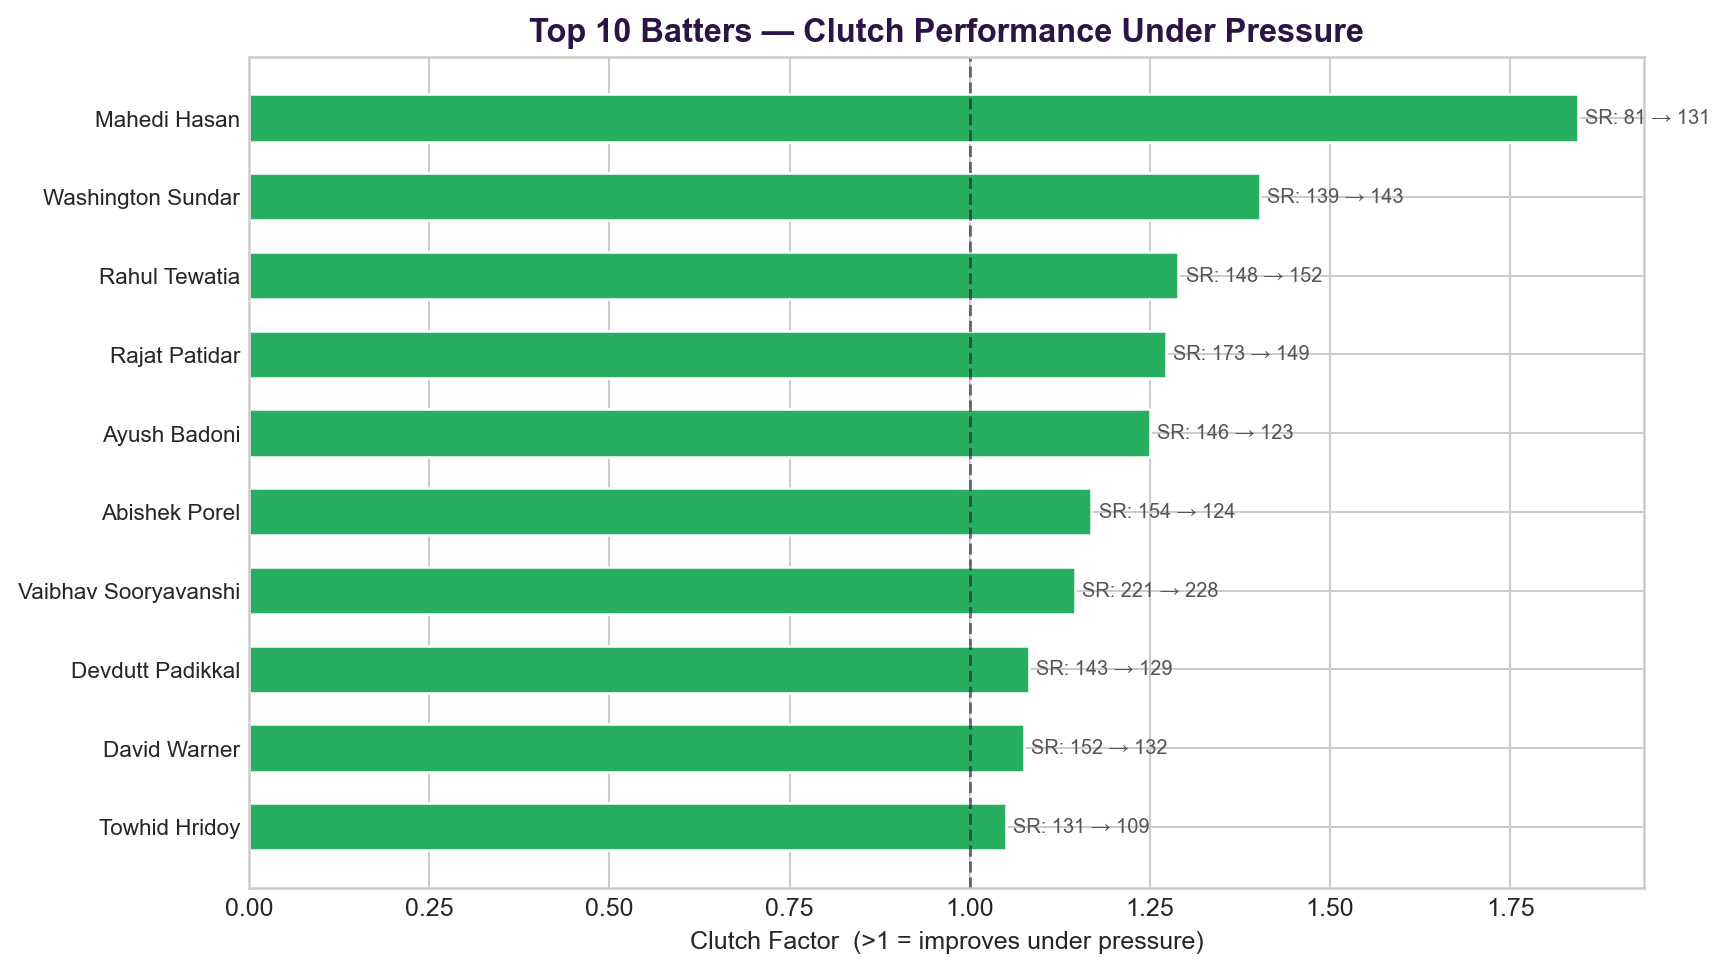 Top 10 Batters — Clutch Performance Under Pressure
Mahedi Hasan SR: 81 → 131
Washington Sundar SR: 139 → 143
Rahul Tewatia SR: 148 → 152
Rajat Patidar SR: 173 → 149
Ayush Badoni SR: 146 → 123
Abishek Porel SR: 154 → 124
Vaibhav Sooryavanshi SR: 221 → 228
Devdutt Padikkal SR: 143 → 129
David Warner SR: 152 → 132
Towhid Hridoy SR: 131 → 109
0.00 0.25 0.50 0.75 1.00 1.25 1.50 1.75
Clutch Factor (>1 = improves under pressure)